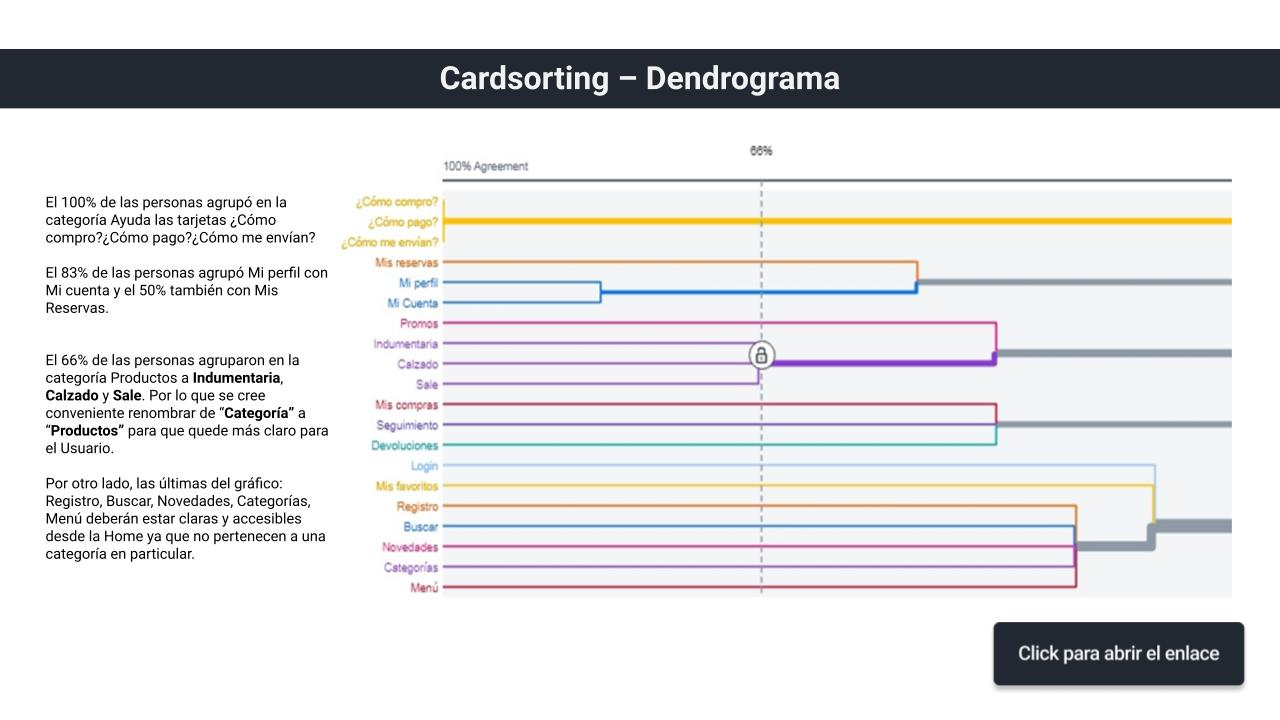 Cardsorting – Dendrograma
66%
100% Agreement
El 100% de las personas agrupó en la
categoría Ayuda las tarjetas ¿Cómo
compro?¿Cómo pago?¿Cómo me envían?
El 83% de las personas agrupó Mi perfil con
Mi cuenta y el 50% también con Mis
Reservas.
El 66% de las personas agruparon en la
categoría Productos a Indumentaria,
Calzado y Sale. Por lo que se cree
conveniente renombrar de “Categoría” a
“Productos” para que quede más claro para
el Usuario.
Por otro lado, las últimas del gráfico:
Registro, Buscar, Novedades, Categorías,
Menú deberán estar claras y accesibles
desde la Home ya que no pertenecen a una
categoría en particular.
¿Cómo compro?
¿Cómo pago?
¿Cómo me envían?
Mis reservas
Mi perfil
Mi Cuenta
Promos
Indumentaria
Calzado
Sale
Mis compras
Seguimiento
Devoluciones
Login
Mis favoritos
Registro
Buscar
Novedades
Categorías
Menú
Click para abrir el enlace